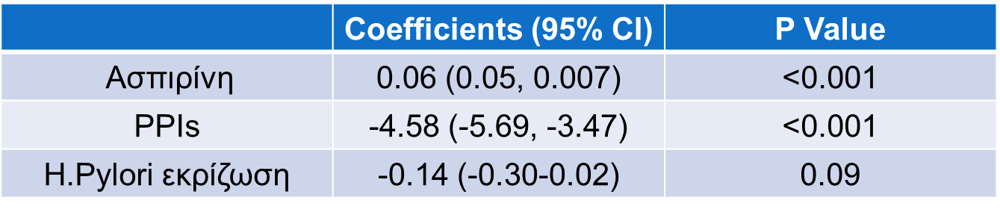 Coefficients (95% CI) P Value
Ασπιρίνη 0.06 (0.05, 0.007) <0.001
PPIs -4.58 (-5.69, -3.47) <0.001
H.Pylori εκρίζωση -0.14 (-0.30-0.02) 0.09